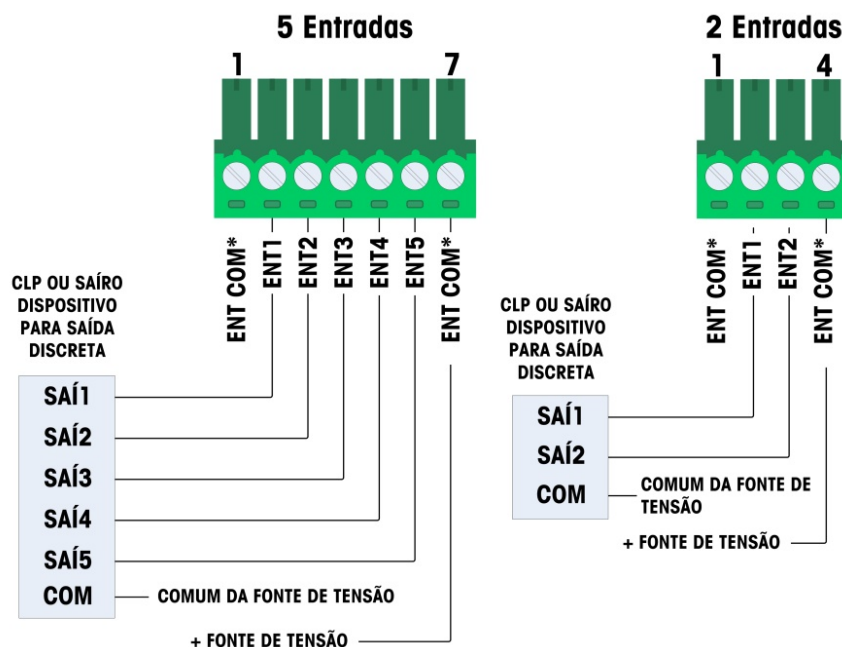 5 Entradas
1 7
ENT COM*
ENT1
ENT2
ENT3
ENT4
ENT5
ENT COM*
CLP OU SAÍRO
DISPOSITIVO
PARA SAÍDA
DISCRETA
SAÍ1
SAÍ2
SAÍ3
SAÍ4
SAÍ5
COM
COMUM DA FONTE DE TENSÃO
+ FONTE DE TENSÃO
2 Entradas
1 4
ENT COM*
ENT1
ENT2
ENT COM*
CLP OU SAÍRO
DISPOSITIVO
PARA SAÍDA
DISCRETA
SAÍ1
SAÍ2
COM
COMUM DA FONTE DE
TENSÃO
+ FONTE DE TENSÃO